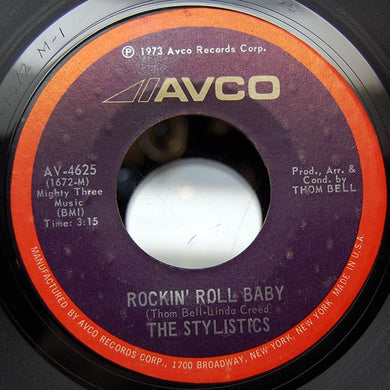 ℗ 1973 Avco Records Corp.
AVCO
AV-4625
(1672-M)
Mighty Three
Music
(BMI)
Time: 3:15
Prod., Arr. &
Cond. by
THOM BELL
ROCKIN' ROLL BABY
(Thom Bell-Linda Creed)
THE STYLISTICS
MANUFACTURED BY AVCO RECORDS CORP., 1700 BROADWAY, NEW YORK, N.Y. MADE IN U.S.A.